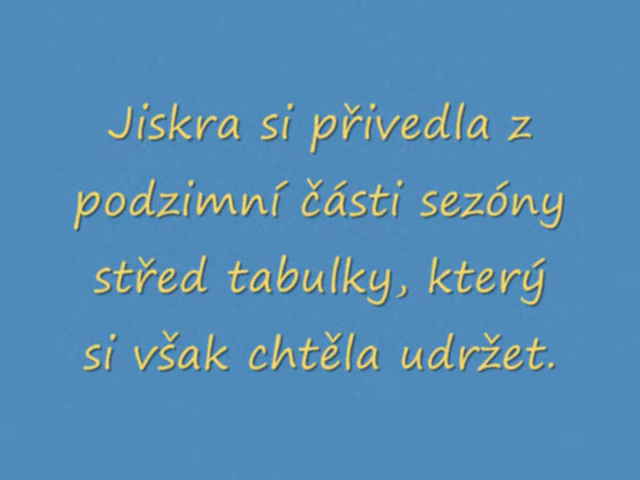 Jiskra si přivedla z
podzimní části sezóny
střed tabulky, který
si však chtěla udržet.